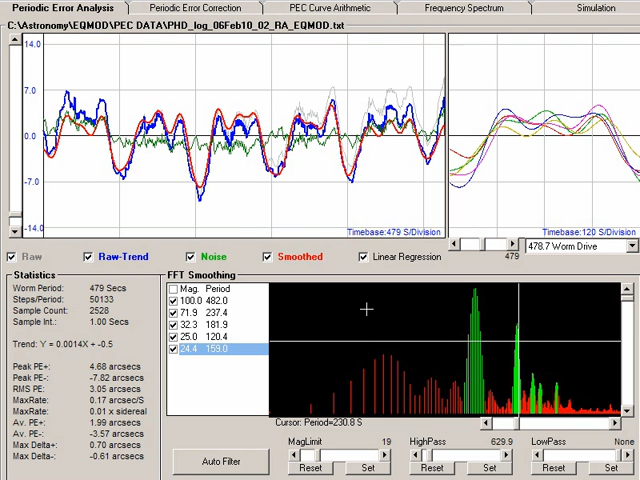 Periodic Error Analysis
Periodic Error Correction
PEC Curve Arithmetic
Frequency Spectrum
Simulation
C:\Astronomy\EQMOD\PEC DATA\PHD_log_06Feb10_02_RA_EQMOD.txt
14.0
7.0
0.0
-7.0
-14.0
Timebase:479 S/Division
Timebase:120 S/Division
479
478.7 Worm Drive
Raw
Raw-Trend
Noise
Smoothed
Linear Regression
Statistics
Worm Period: 479 Secs
Steps/Period: 50133
Sample Count: 2528
Sample Int.: 1.00 Secs
Trend: Y = 0.0014X + -0.5
Peak PE+: 4.68 arcsecs
Peak PE-: -7.82 arcsecs
RMS PE: 3.05 arcsecs
MaxRate: 0.17 arcsec/S
MaxRate: 0.01 x sidereal
Av. PE+: 1.99 arcsecs
Av. PE-: -3.57 arcsecs
Max Delta+: 0.70 arcsecs
Max Delta-: -0.61 arcsecs
FFT Smoothing
Mag. Period
100.0 482.0
71.9 237.4
32.3 181.9
25.0 120.4
24.4 159.0
Cursor: Period=230.8 S
Auto Filter
MagLimit 19
Reset Set
HighPass 629.9
Reset Set
LowPass None
Reset Set